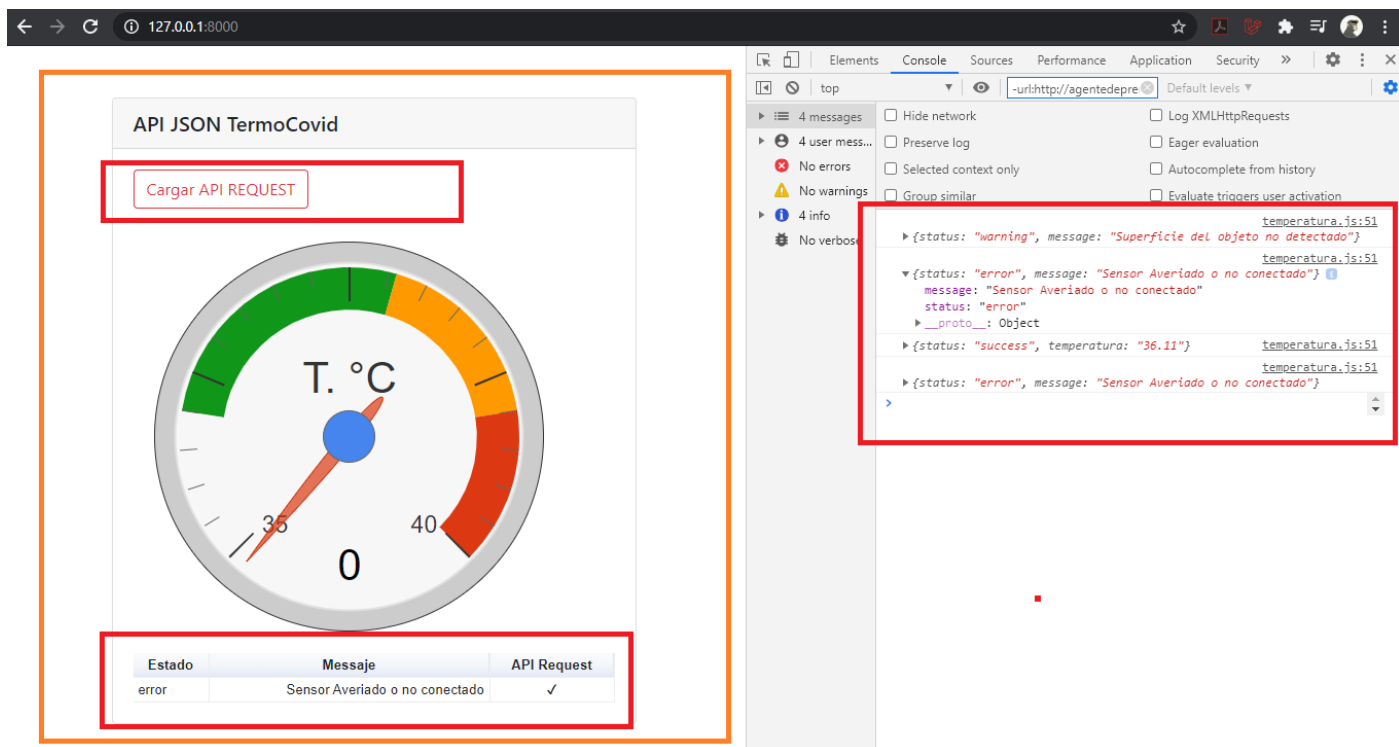 127.0.0.1:8000
API JSON TermoCovid
Cargar API REQUEST
T. °C
35
40
0
Estado Messaje API Request
error Sensor Averiado o no conectado ✓
Elements Console Sources Performance Application Security »
top -url:http://agentedepre Default levels ▼
4 messages
4 user mess...
No errors
No warnings
4 info
No verbose
Hide network Log XMLHttpRequests
Preserve log Eager evaluation
Selected context only Autocomplete from history
Group similar Evaluate triggers user activation
temperatura.js:51
{status: "warning", message: "Superficie del objeto no detectado"}
temperatura.js:51
{status: "error", message: "Sensor Averiado o no conectado"}
message: "Sensor Averiado o no conectado"
status: "error"
__proto__: Object
{status: "success", temperatura: "36.11"} temperatura.js:51
temperatura.js:51
{status: "error", message: "Sensor Averiado o no conectado"}
>